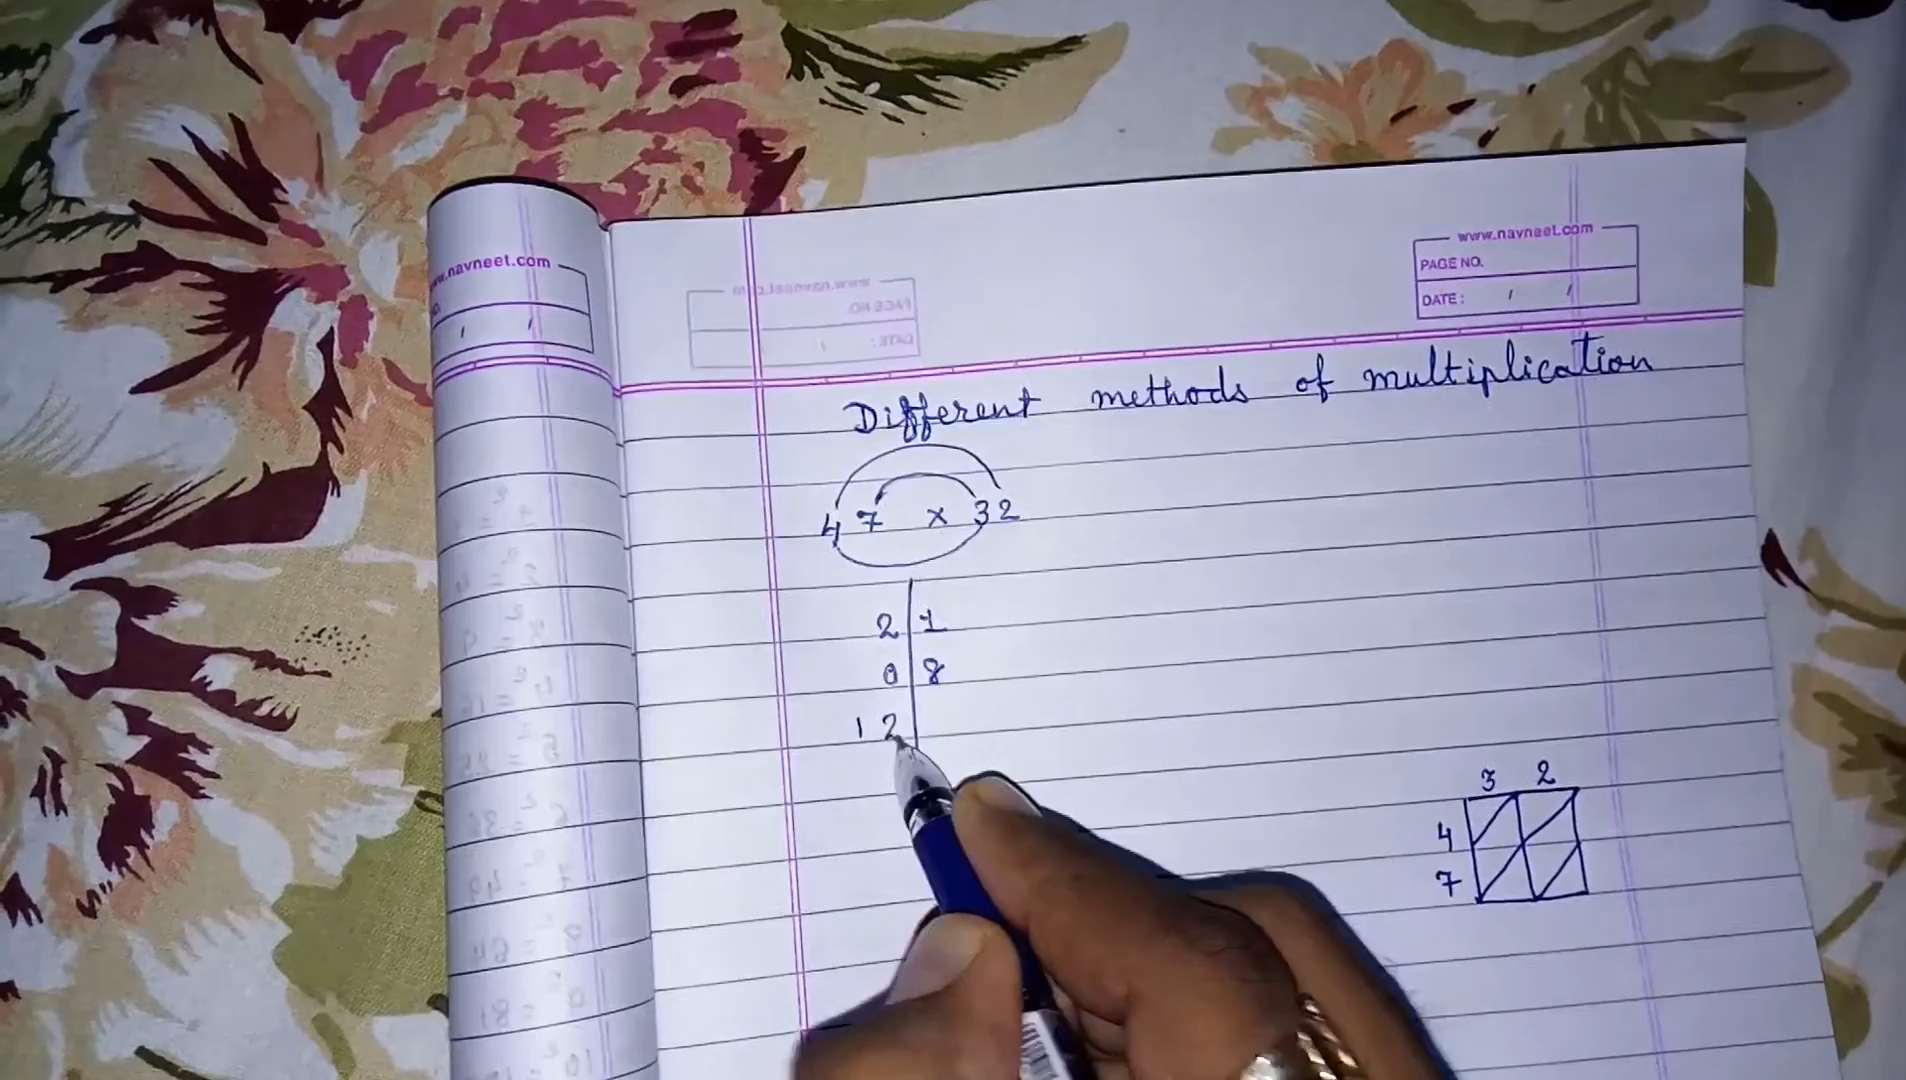 www.navneet.com
www.navneet.com
PAGE NO.
DATE : / /
/ /
Different methods of multiplication
47 x 32
2 1
0 8
1 2
3 2
4
7